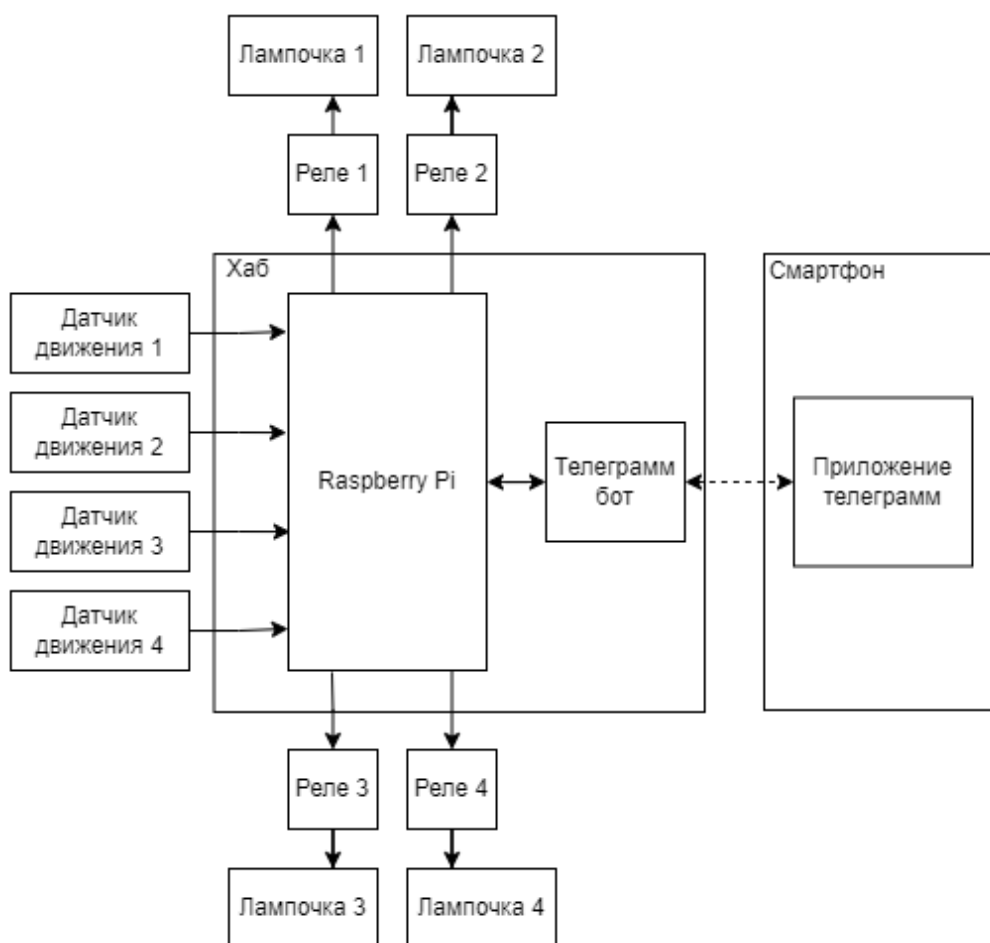 Лампочка 1
Лампочка 2
Реле 1
Реле 2
Хаб
Смартфон
Датчик
движения 1
Датчик
движения 2
Датчик
движения 3
Датчик
движения 4
Raspberry Pi
Телеграмм
бот
Приложение
телеграмм
Реле 3
Реле 4
Лампочка 3
Лампочка 4